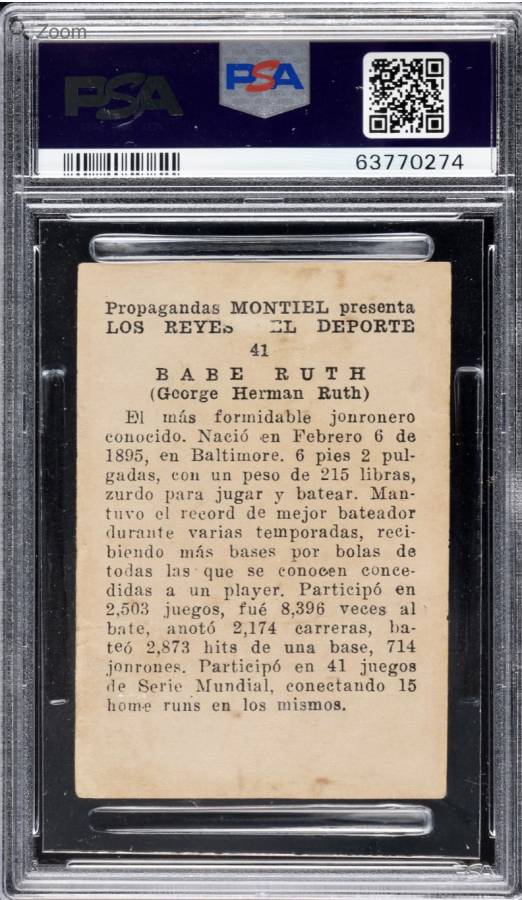 Zoom
PSA
PSA
63770274
Propagandas MONTIEL presenta
LOS REYES EL DEPORTE
41
BABE RUTH
(George Herman Ruth)
El más formidable jonronero
conocido. Nació en Febrero 6 de
1895, en Baltimore. 6 pies 2 pul-
gadas, con un peso de 215 libras,
zurdo para jugar y batear. Man-
tuvo el record de mejor bateador
durante varias temporadas, reci-
biendo más bases por bolas de
todas las que se conocen conce-
didas a un player. Participó en
2,503 juegos, fué 8,396 veces al
bate, anotó 2,174 carreras, ba-
teó 2,873 hits de una base, 714
jonrones. Participó en 41 juegos
de Serie Mundial, conectando 15
home runs en los mismos.
PSA